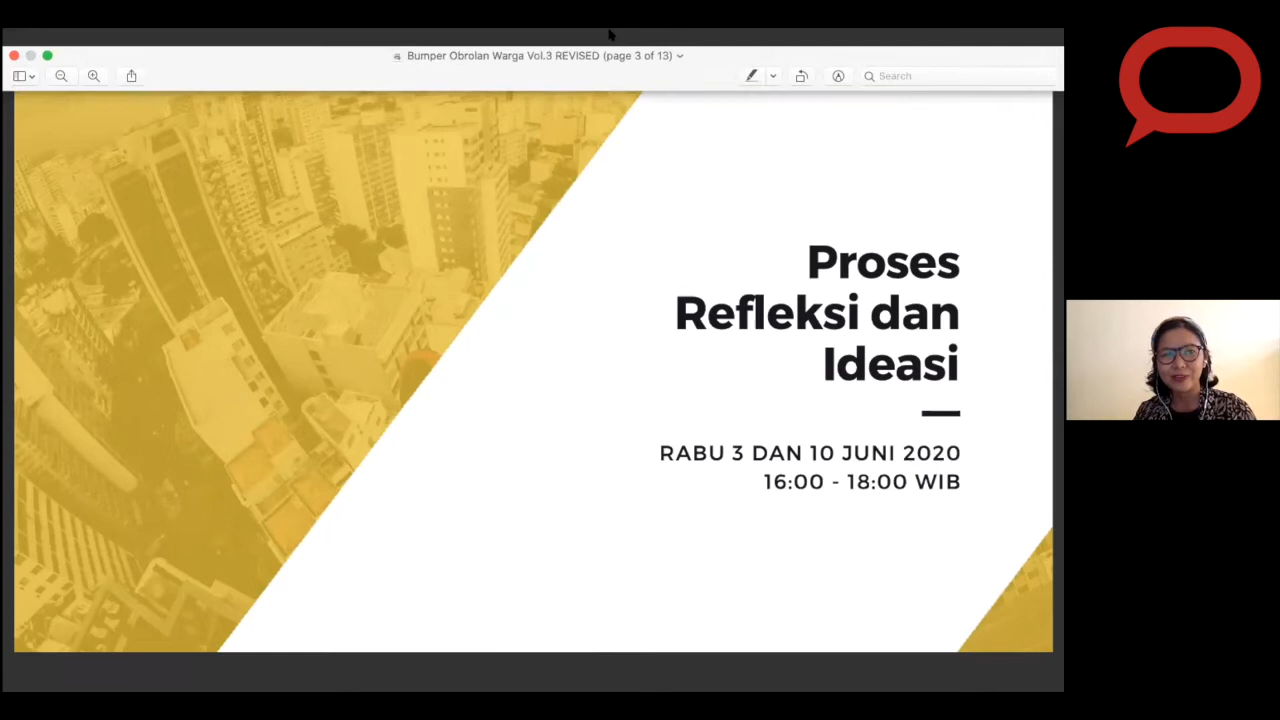 Bumper Obrolan Warga Vol.3 REVISED (page 3 of 13)
Search
Proses
Refleksi dan
Ideasi
RABU 3 DAN 10 JUNI 2020
16:00 - 18:00 WIB